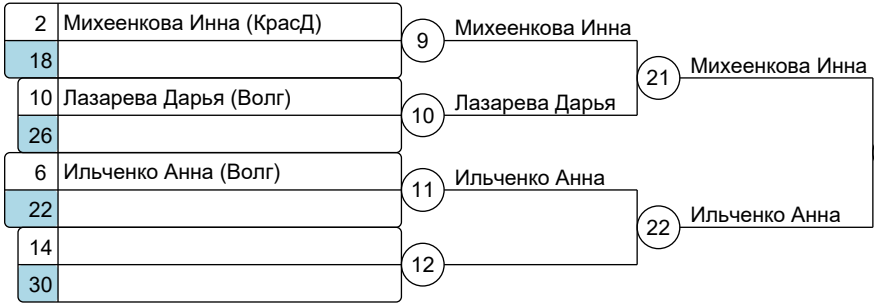 2 Михеенкова Инна (КрасД)
18
9 Михеенкова Инна
10 Лазарева Дарья (Волг)
26
10 Лазарева Дарья
21 Михеенкова Инна
6 Ильченко Анна (Волг)
22
11 Ильченко Анна
14
30
12
22 Ильченко Анна